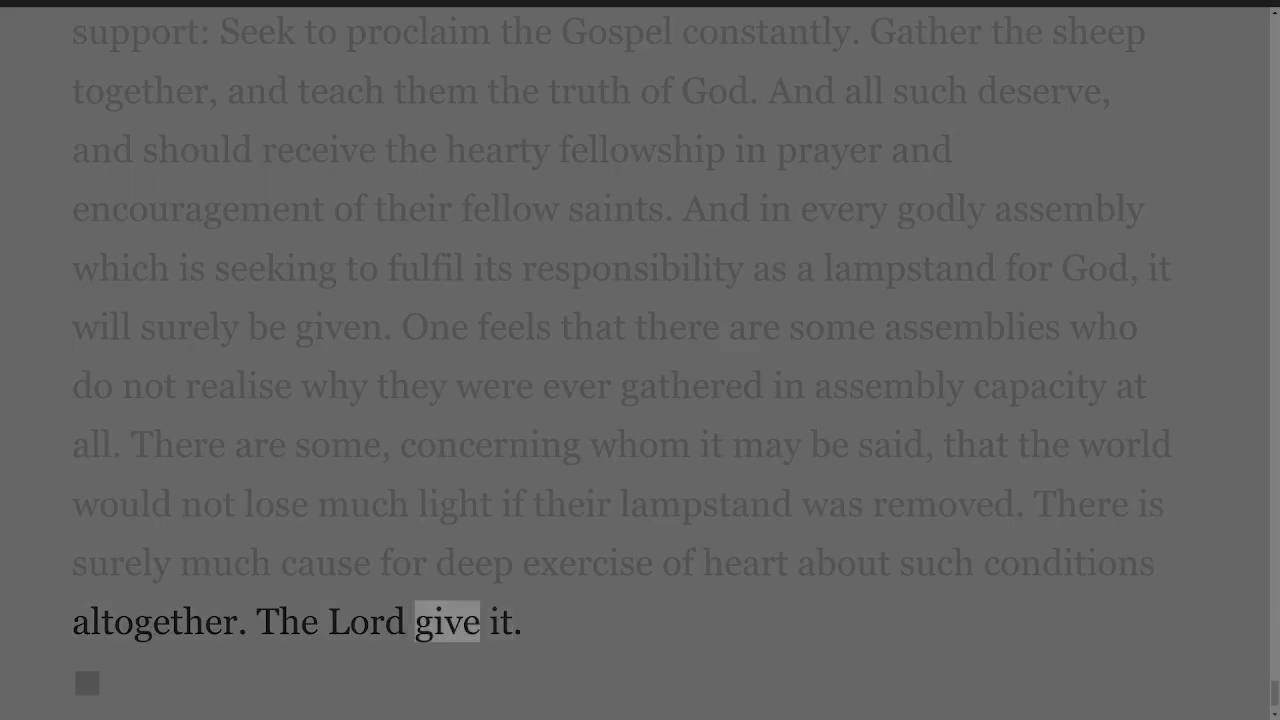 support: Seek to proclaim the Gospel constantly. Gather the sheep
together, and teach them the truth of God. And all such deserve,
and should receive the hearty fellowship in prayer and
encouragement of their fellow saints. And in every godly assembly
which is seeking to fulfil its responsibility as a lampstand for God, it
will surely be given. One feels that there are some assemblies who
do not realise why they were ever gathered in assembly capacity at
all. There are some, concerning whom it may be said, that the world
would not lose much light if their lampstand was removed. There is
surely much cause for deep exercise of heart about such conditions
altogether. The Lord give it.